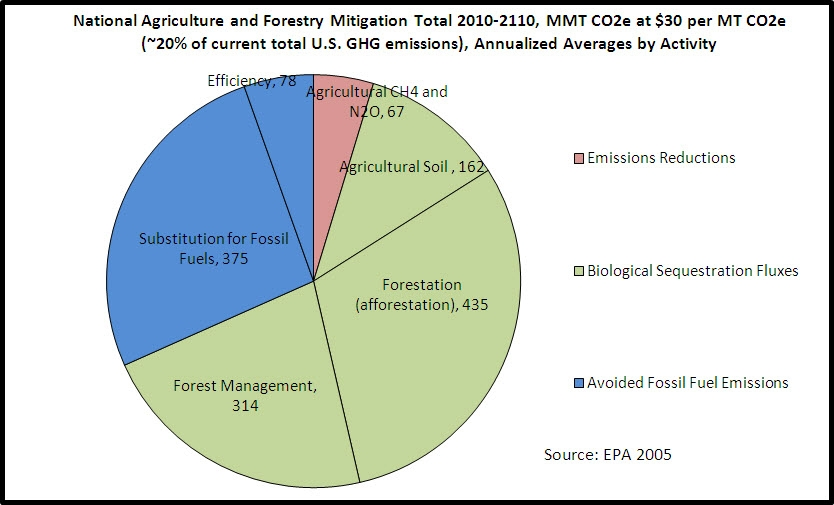 National Agriculture and Forestry Mitigation Total 2010-2110, MMT CO2e at $30 per MT CO2e
(~20% of current total U.S. GHG emissions), Annualized Averages by Activity
Efficiency, 78
Agricultural CH4 and
N2O, 67
Agricultural Soil , 162
Substitution for Fossil
Fuels, 375
Forestation
(afforestation), 435
Forest Management,
314
Emissions Reductions
Biological Sequestration Fluxes
Avoided Fossil Fuel Emissions
Source: EPA 2005